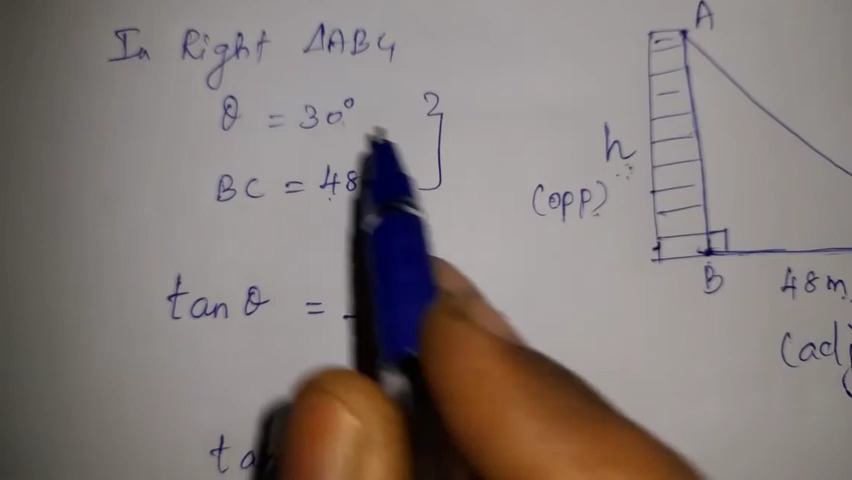 In Right ΔABC,
θ = 30°
BC = 48
tan θ =
A
h
(opp)
B
48m
(adj